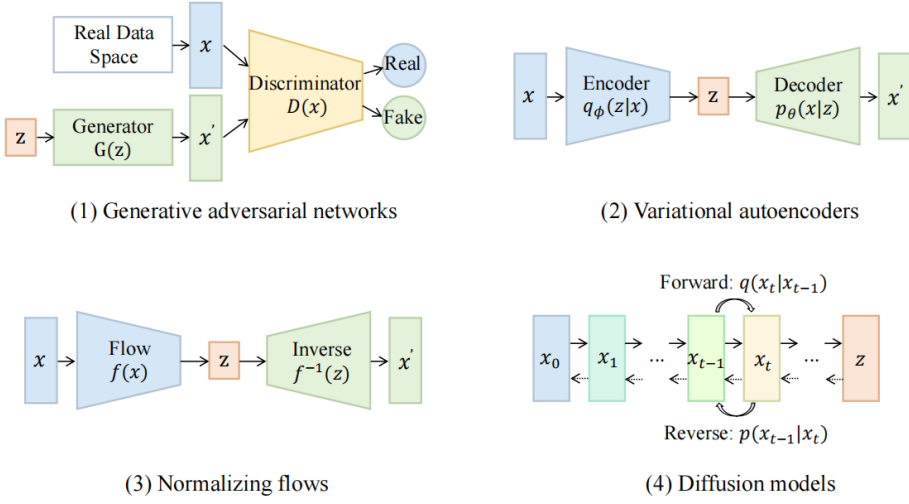 Real Data
Space
x
Discriminator
D(x)
Real
Fake
z
Generator
G(z)
x'
(1) Generative adversarial networks
x
Encoder
qϕ(z|x)
z
Decoder
pθ(x|z)
x'
(2) Variational autoencoders
x
Flow
f(x)
z
Inverse
f⁻¹(z)
x'
(3) Normalizing flows
Forward: q(xₜ|xₜ₋₁)
x₀
x₁
...
xₜ₋₁
xₜ
...
z
Reverse: p(xₜ₋₁|xₜ)
(4) Diffusion models